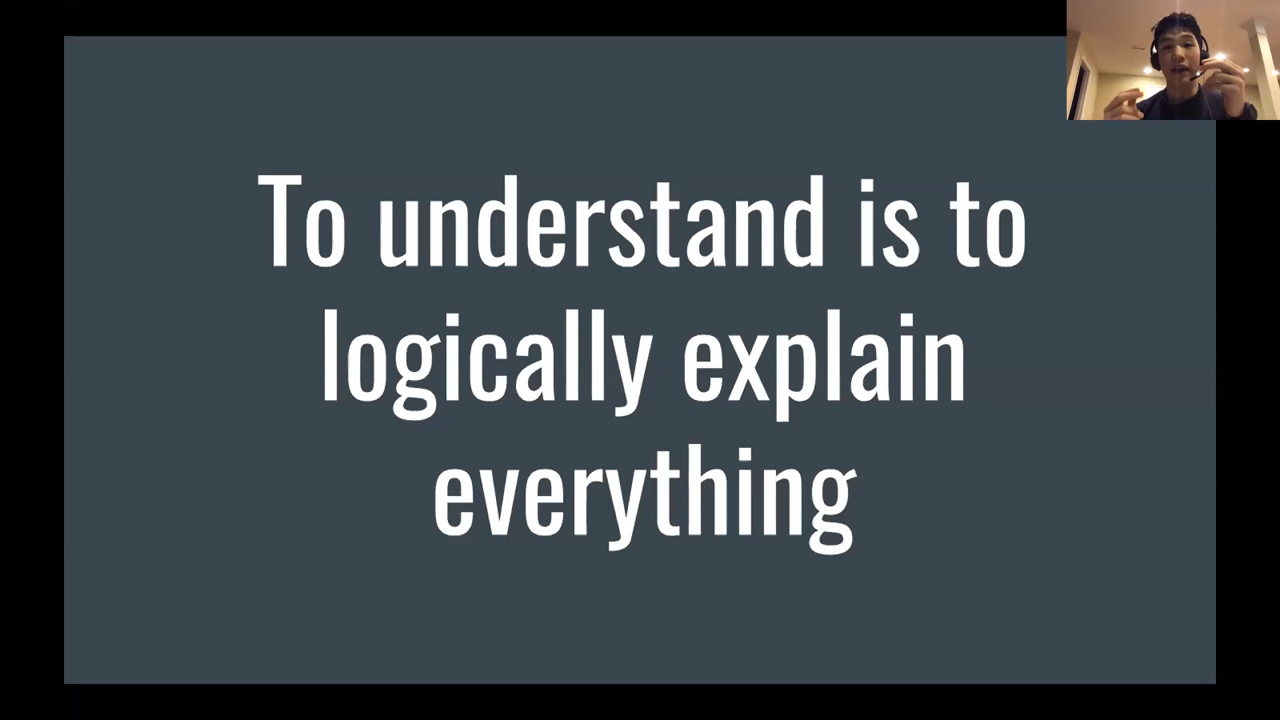 To understand is to
logically explain
everything